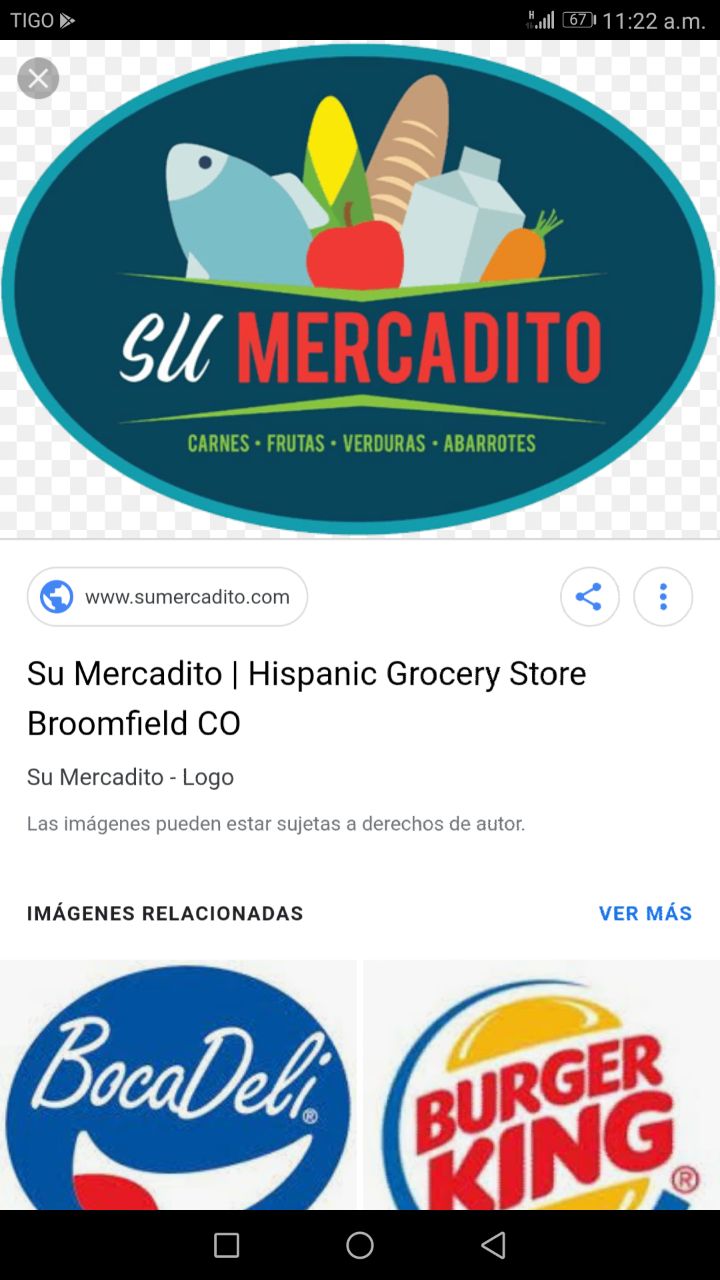 TIGO
H 67 11:22 a.m.
SU MERCADITO
CARNES • FRUTAS • VERDURAS • ABARROTES
www.sumercadito.com
Su Mercadito | Hispanic Grocery Store
Broomfield CO
Su Mercadito - Logo
Las imágenes pueden estar sujetas a derechos de autor.
IMÁGENES RELACIONADAS
VER MÁS
BocaDeli®
BURGER
KING®